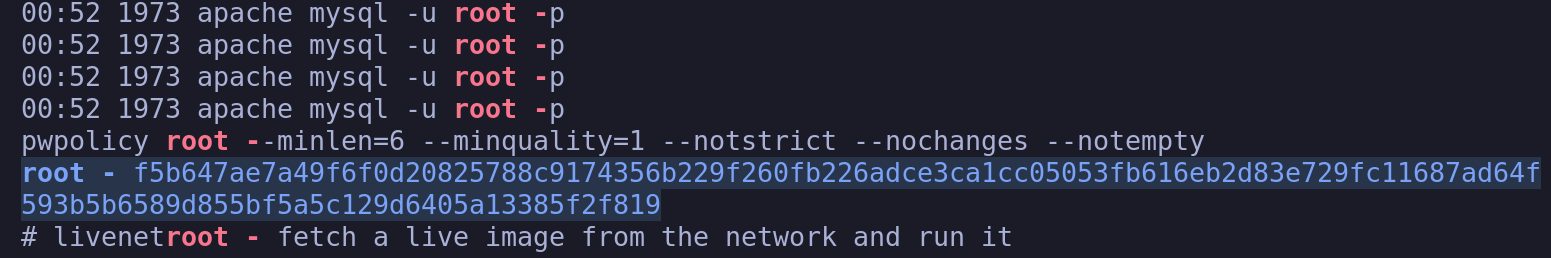 00:52 1973 apache mysql -u root -p
00:52 1973 apache mysql -u root -p
00:52 1973 apache mysql -u root -p
00:52 1973 apache mysql -u root -p
pwpolicy root --minlen=6 --minquality=1 --notstrict --nochanges --notempty
root - f5b647ae7a49f6f0d20825788c9174356b229f260fb226adce3ca1cc05053fb616eb2d83e729fc11687ad64f
593b5b6589d855bf5a5c129d6405a13385f2f819
# livenetroot - fetch a live image from the network and run it